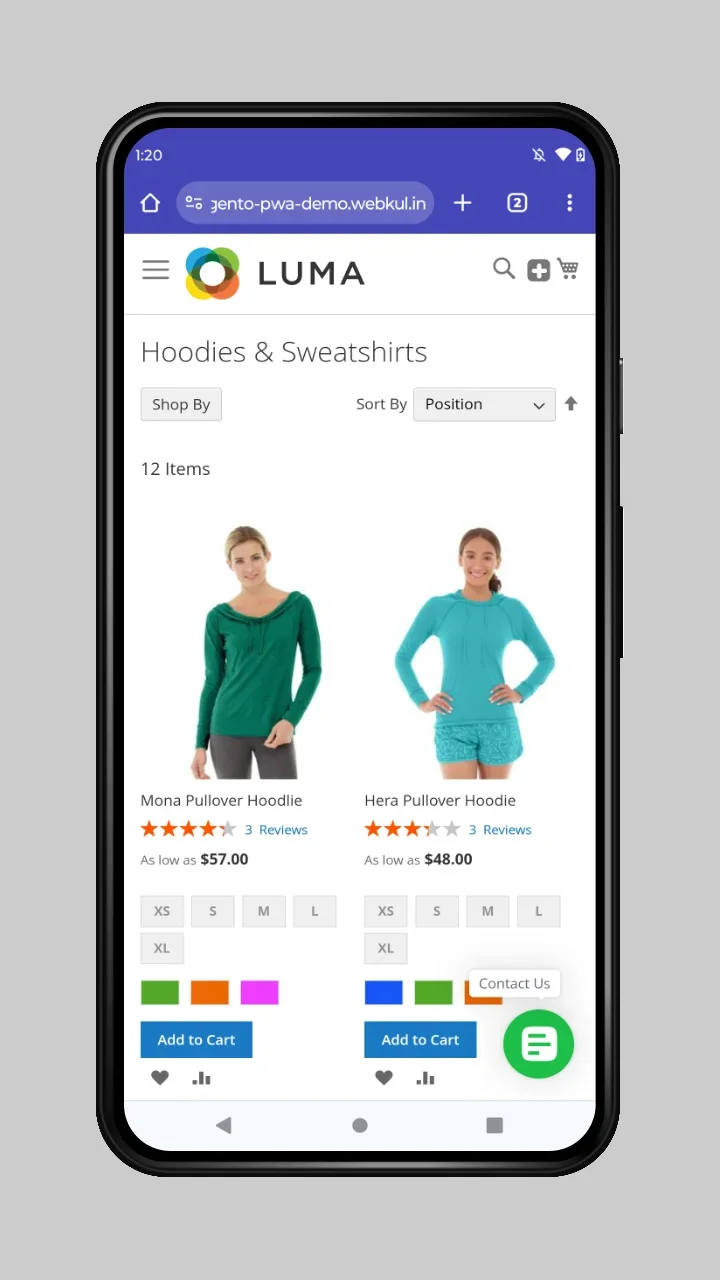 1:20
gento-pwa-demo.webkul.in
2
LUMA
Hoodies & Sweatshirts
Shop By
Sort By
Position
12 Items
Mona Pullover Hoodlie
Hera Pullover Hoodie
3 Reviews
3 Reviews
As low as $57.00
As low as $48.00
XS S M L
XS S M L
XL
XL
Contact Us
Add to Cart
Add to Cart